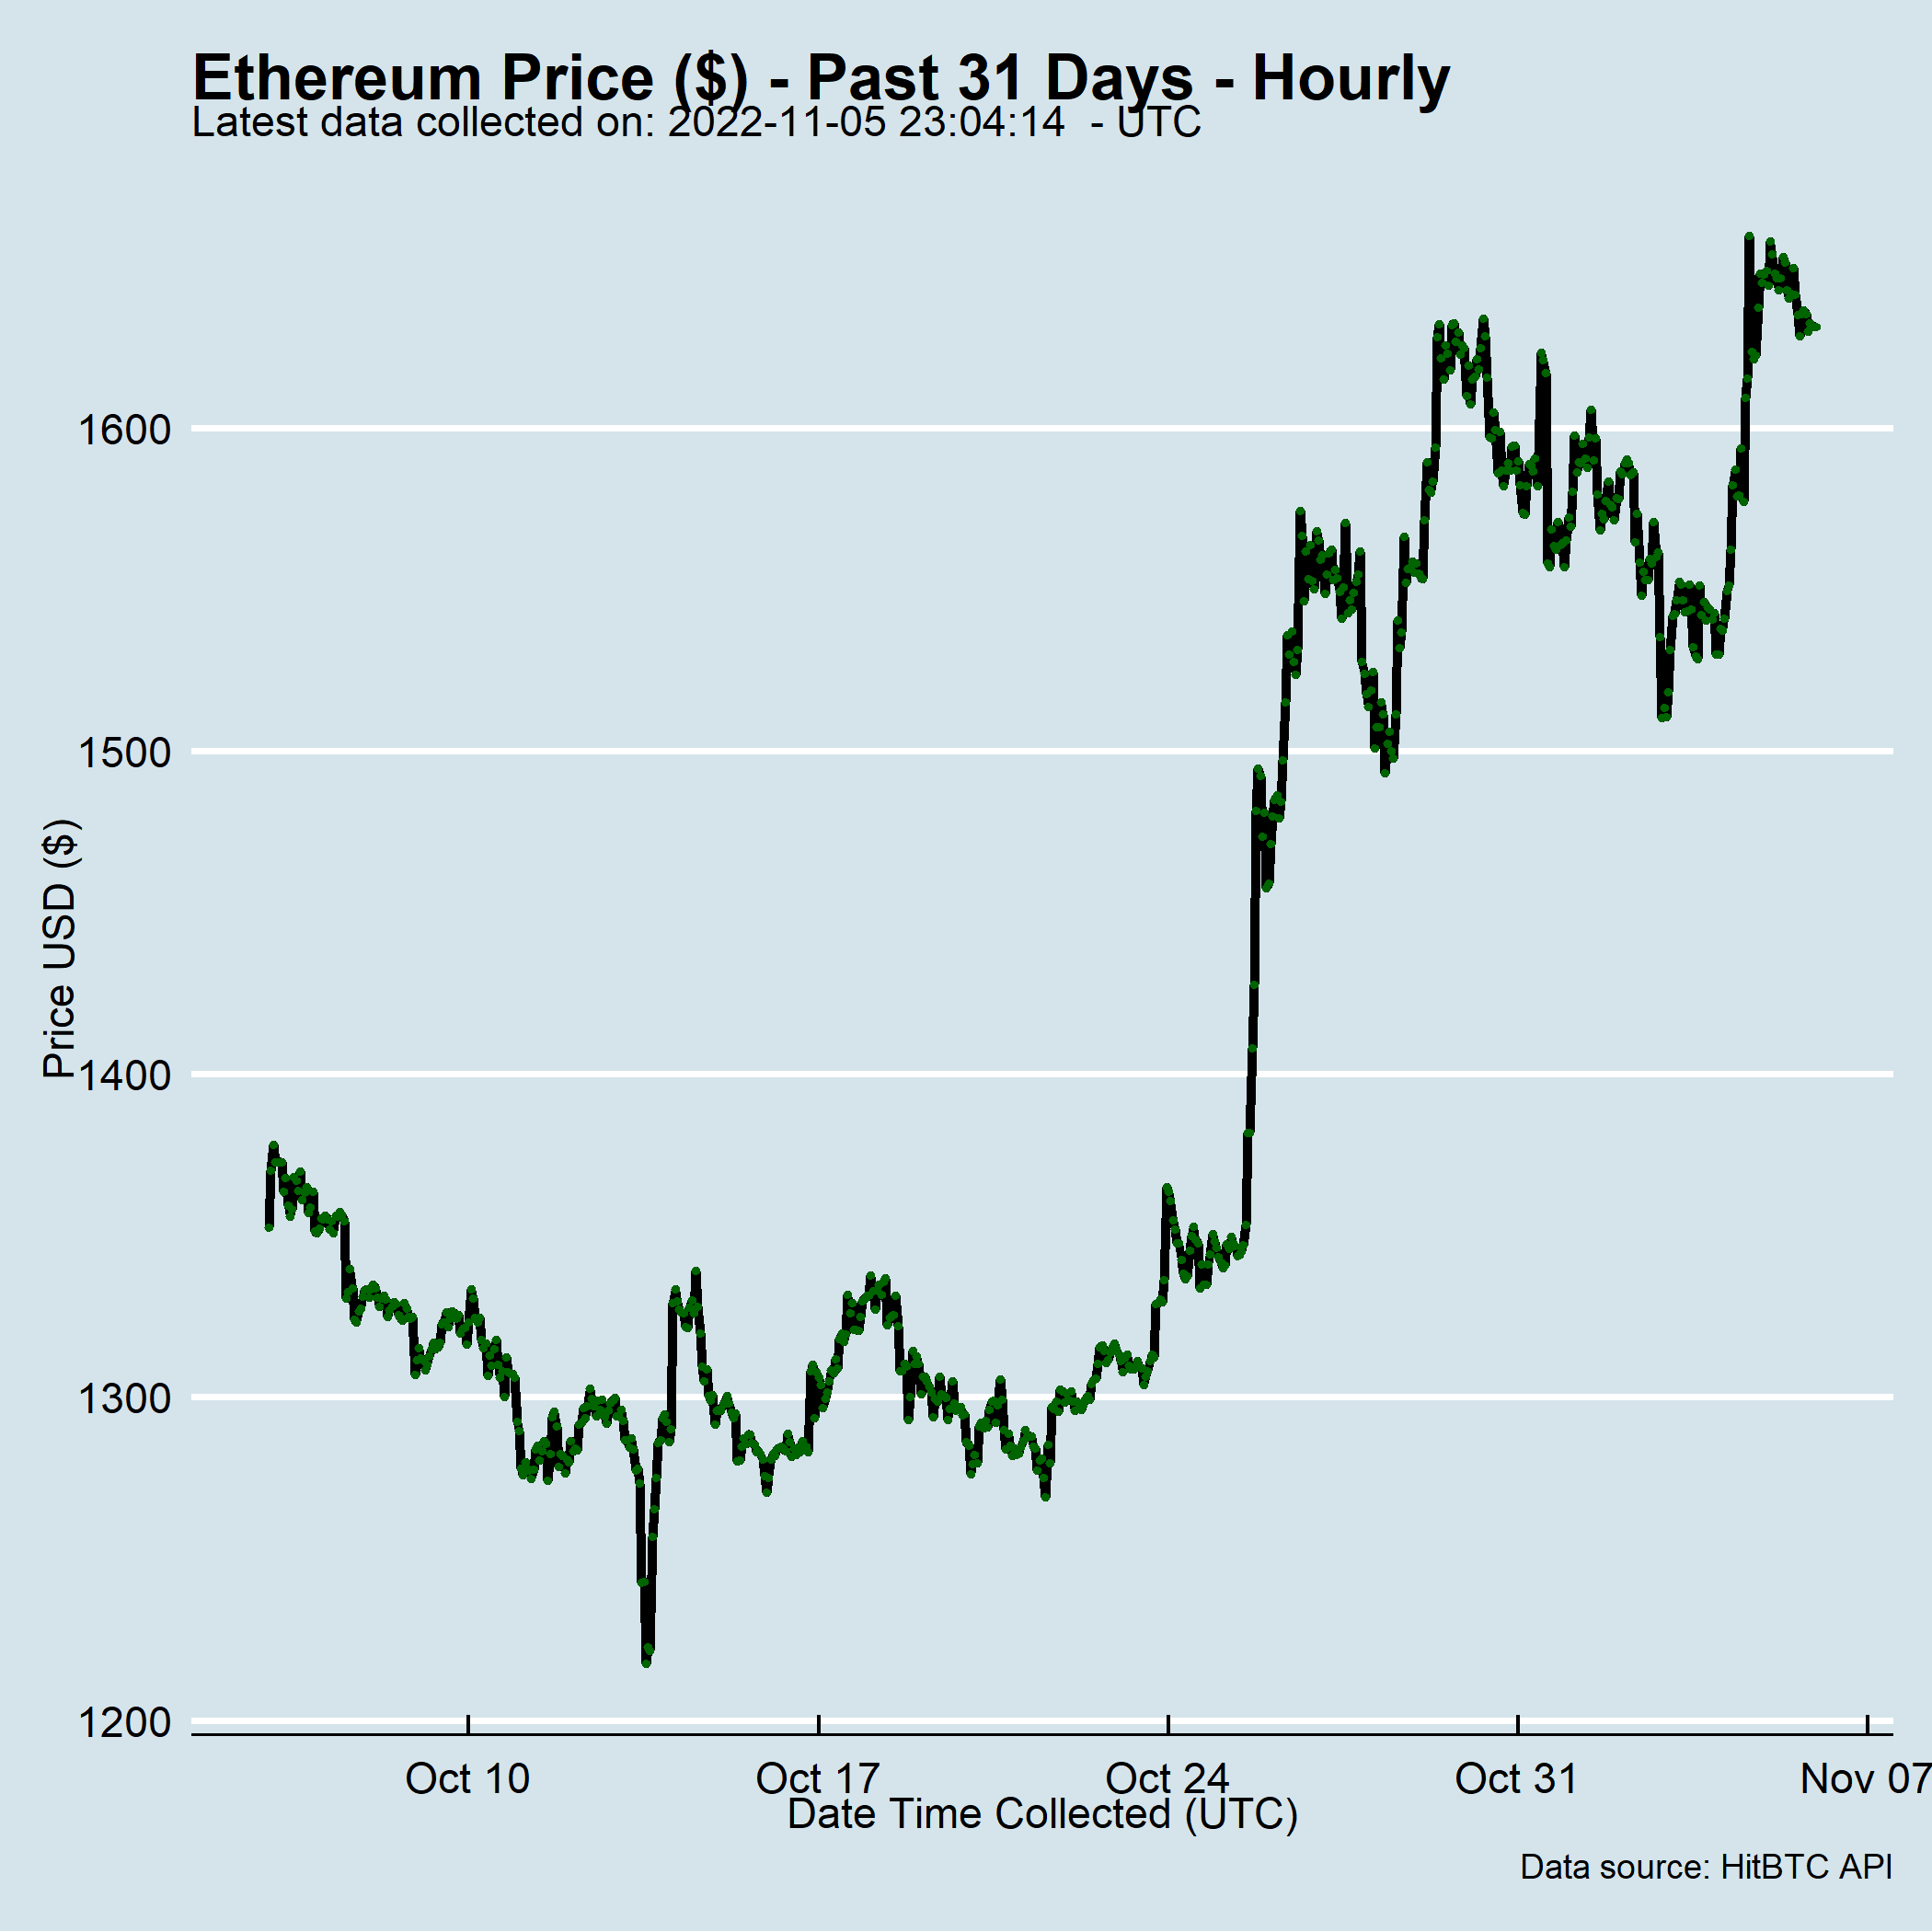 Ethereum Price ($) - Past 31 Days - Hourly
Latest data collected on: 2022-11-05 23:04:14  - UTC
Price USD ($)
1600
1500
1400
1300
1200
Oct 10
Oct 17
Oct 24
Oct 31
Nov 07
Date Time Collected (UTC)
Data source: HitBTC API